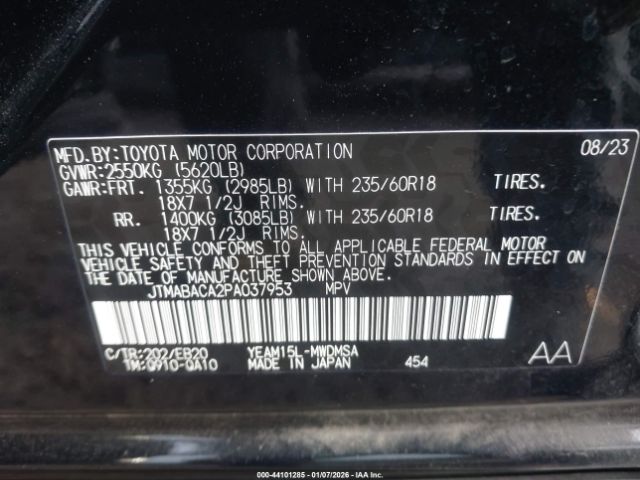 MFD.BY:TOYOTA MOTOR CORPORATION 08/23
GVWR:2550KG (5620LB)
GAWR:FRT. 1355KG (2985LB) WITH 235/60R18 TIRES.
18X7 1/2J RIMS.
RR. 1400KG (3085LB) WITH 235/60R18 TIRES.
18X7 1/2J RIMS.
THIS VEHICLE CONFORMS TO ALL APPLICABLE FEDERAL MOTOR
VEHICLE SAFETY AND THEFT PREVENTION STANDARDS IN EFFECT ON
THE DATE OF MANUFACTURE SHOWN ABOVE.
JTMABACA2PA037953 MPV
C/TR:202/EB20 YEAM15L-MWDMSA AA
TM:0910-0A10 MADE IN JAPAN 454
000-44101285 - 01/07/2026 - IAA Inc.